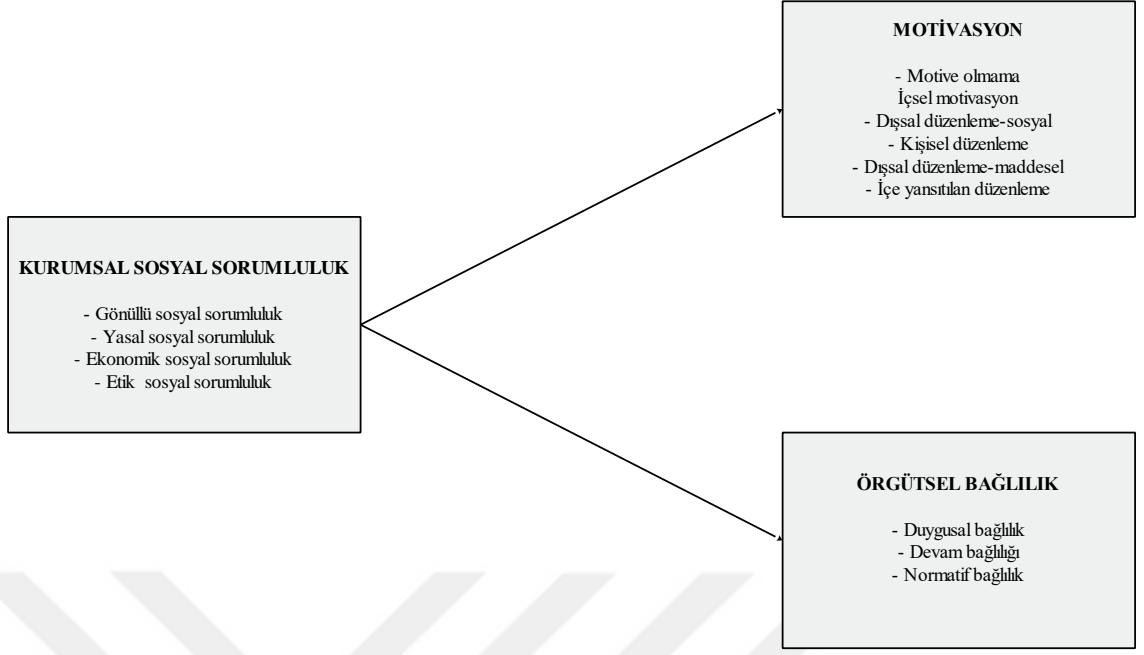 MOTİVASYON
- Motive olmama
İçsel motivasyon
- Dışsal düzenleme-sosyal
- Kişisel düzenleme
- Dışsal düzenleme-maddesel
- İçe yansıtılan düzenleme
KURUMSAL SOSYAL SORUMLULUK
- Gönüllü sosyal sorumluluk
- Yasal sosyal sorumluluk
- Ekonomik sosyal sorumluluk
- Etik  sosyal sorumluluk
ÖRGÜTSEL BAĞLILIK
- Duygusal bağlılık
- Devam bağlılığı
- Normatif bağlılık